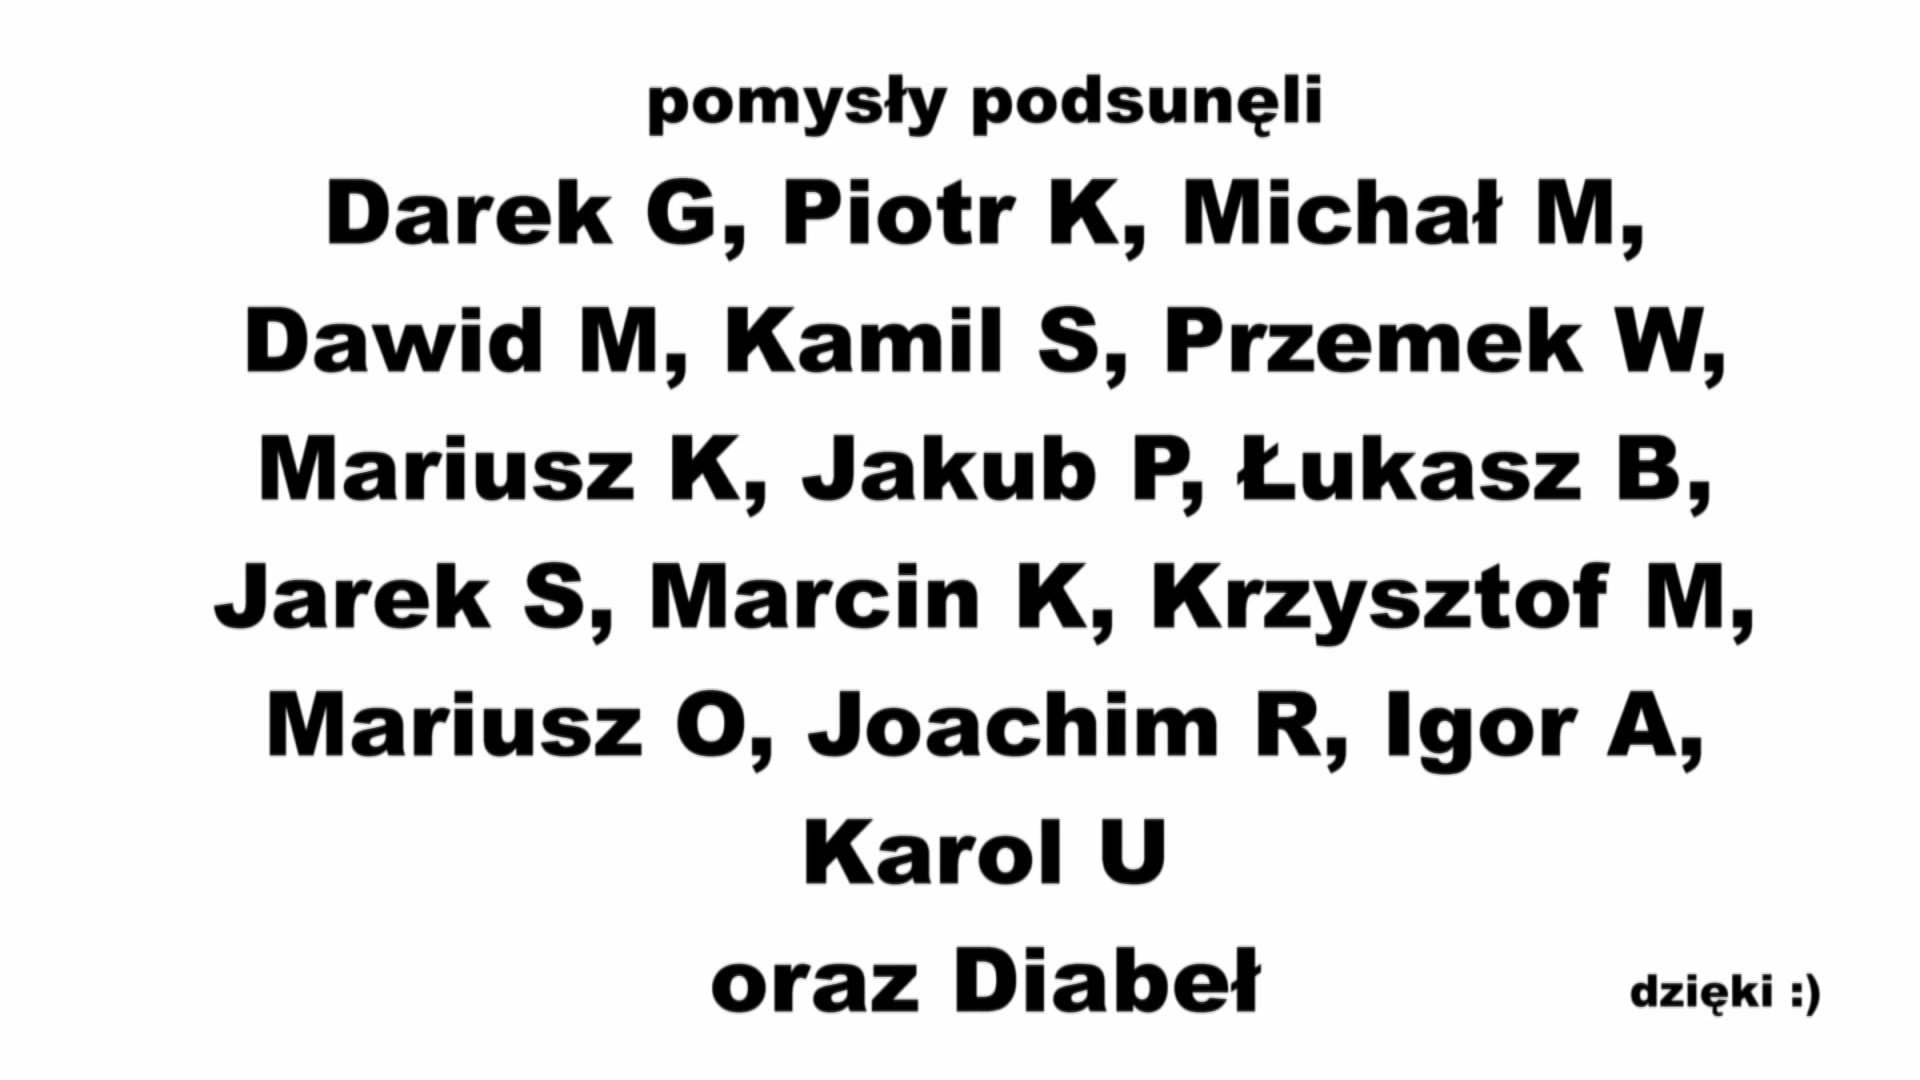 pomysły podsunęli
Darek G, Piotr K, Michał M,
Dawid M, Kamil S, Przemek W,
Mariusz K, Jakub P, Łukasz B,
Jarek S, Marcin K, Krzysztof M,
Mariusz O, Joachim R, Igor A,
Karol U
oraz Diabeł
dzięki :)